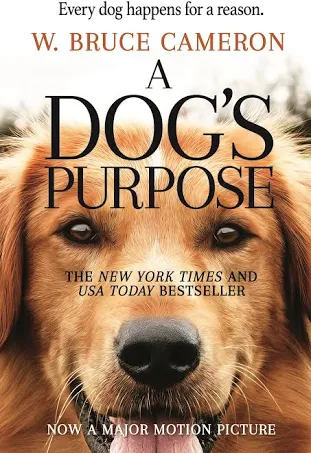 Every dog happens for a reason.
W. BRUCE CAMERON
A
DOG'S
PURPOSE
THE NEW YORK TIMES AND
USA TODAY BESTSELLER
NOW A MAJOR MOTION PICTURE